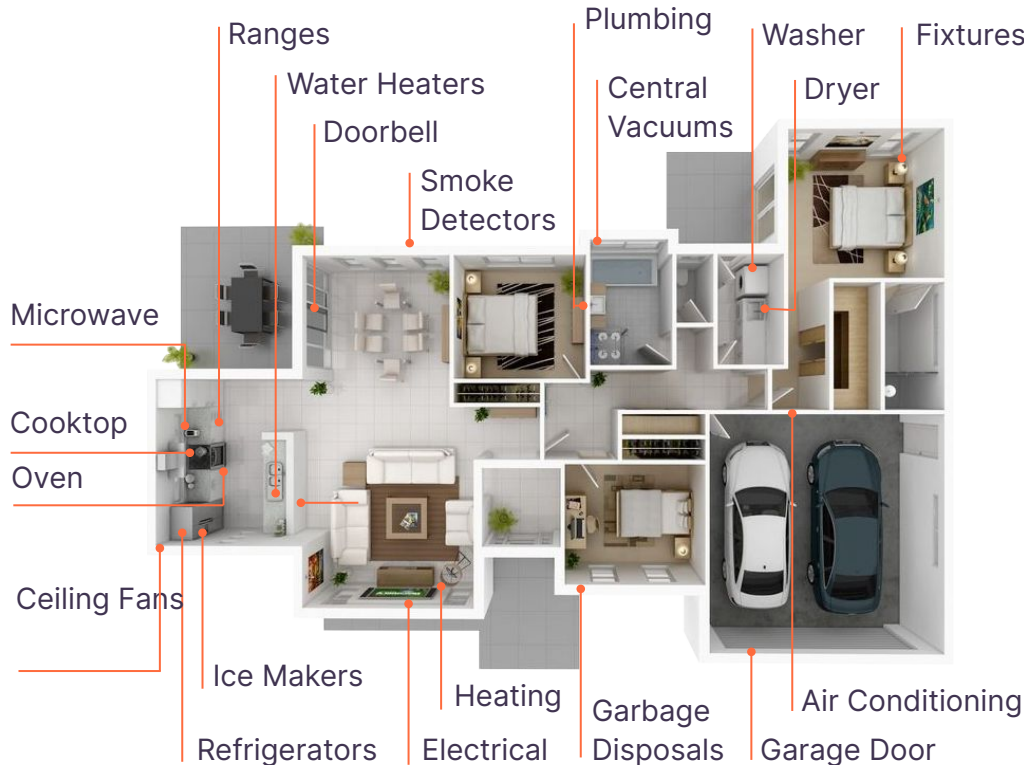 Plumbing
Ranges
Washer
Fixtures
Water Heaters
Central
Vacuums
Dryer
Doorbell
Smoke
Detectors
Microwave
Cooktop
Oven
Ceiling Fans
Ice Makers
Heating
Garbage
Disposals
Air Conditioning
Refrigerators
Electrical
Garage Door